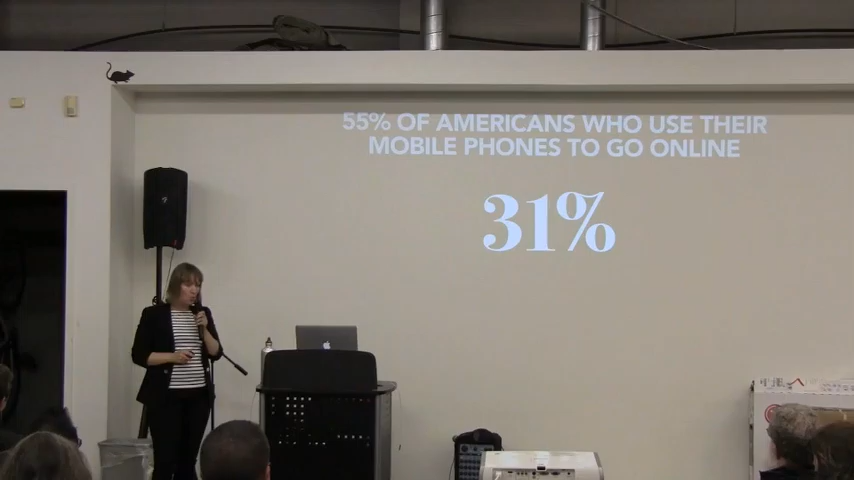 55% OF AMERICANS WHO USE THEIR
MOBILE PHONES TO GO ONLINE
31%